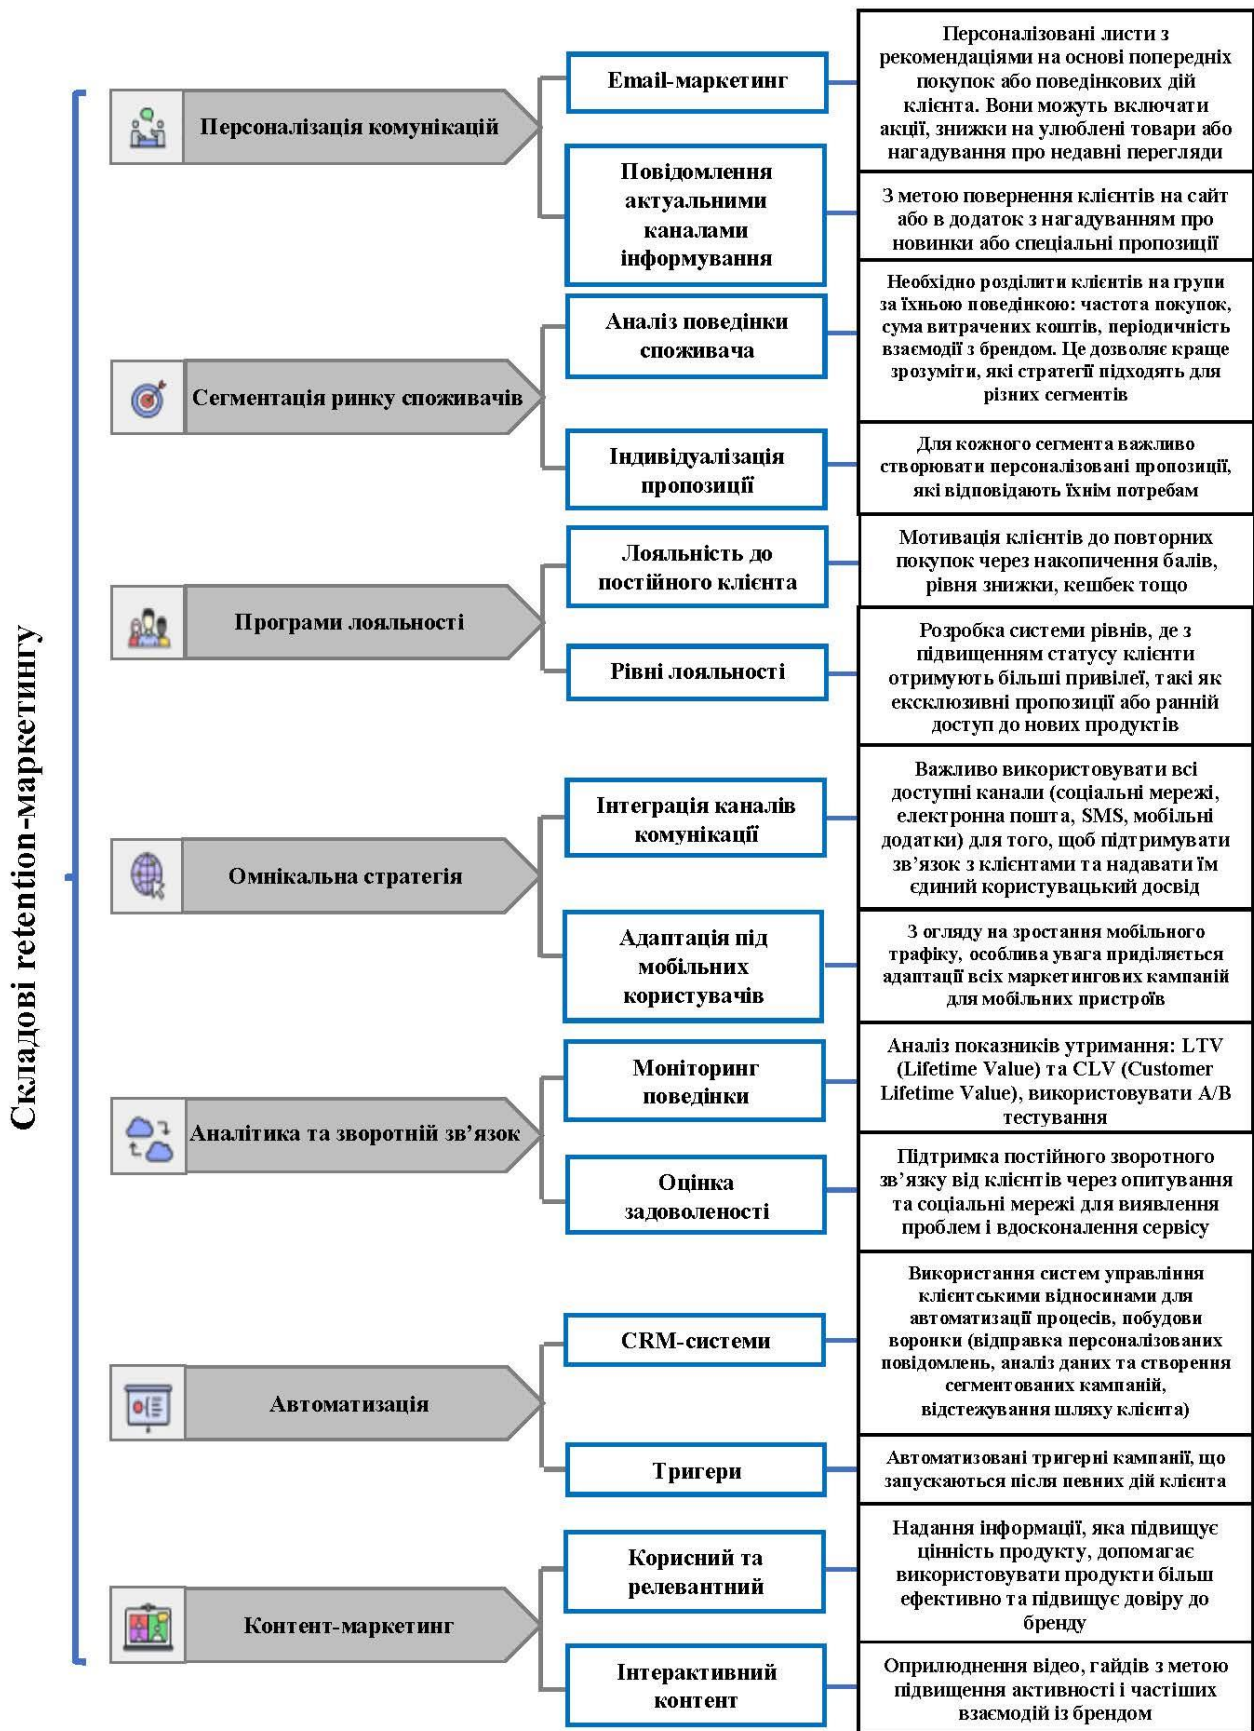 Складові retention-маркетингу
Персоналізація комунікацій
Email-маркетинг
Персоналізовані листи з
рекомендаціями на основі попередніх
покупок або поведінкових дій
клієнта. Вони можуть включати
акції, знижки на улюблені товари або
нагадування про недавні перегляди
Повідомлення
актуальними
каналами
інформування
З метою повернення клієнтів на сайт
або в додаток з нагадуванням про
новинки або спеціальні пропозиції
Сегментація ринку споживачів
Аналіз поведінки
споживача
Необхідно розділити клієнтів на групи
за їхньою поведінкою: частота покупок,
сума витрачених коштів, періодичність
взаємодії з брендом. Це дозволяє краще
зрозуміти, які стратегії підходять для
різних сегментів
Індивідуалізація
пропозиції
Для кожного сегмента важливо
створювати персоналізовані пропозиції,
які відповідають їхнім потребам
Програми лояльності
Лояльність до
постійного клієнта
Мотивація клієнтів до повторних
покупок через накопичення балів,
рівня знижки, кешбек тощо
Рівні лояльності
Розробка системи рівнів, де з
підвищенням статусу клієнти
отримують більші привілеї, такі як
ексклюзивні пропозиції або ранній
доступ до нових продуктів
Омнікальна стратегія
Інтеграція каналів
комунікації
Важливо використовувати всі
доступні канали (соціальні мережі,
електронна пошта, SMS, мобільні
додатки) для того, щоб підтримувати
зв’язок з клієнтами та надавати їм
єдиний користувацький досвід
Адаптація під
мобільних
користувачів
З огляду на зростання мобільного
трафіку, особлива увага приділяється
адаптації всіх маркетингових кампаній
для мобільних пристроїв
Аналітика та зворотній зв’язок
Моніторинг
поведінки
Аналіз показників утримання: LTV
(Lifetime Value) та CLV (Customer
Lifetime Value), використовувати A/B
тестування
Оцінка
задоволеності
Підтримка постійного зворотного
зв’язку від клієнтів через опитування
та соціальні мережі для виявлення
проблем і вдосконалення сервісу
Автоматизація
CRM-системи
Використання систем управління
клієнтськими відносинами для
автоматизації процесів, побудови
воронки (відправка персоналізованих
повідомлень, аналіз даних та створення
сегментованих кампаній,
відстежування шляху клієнта)
Тригери
Автоматизовані тригерні кампанії, що
запускаються після певних дій клієнта
Контент-маркетинг
Корисний та
релевантний
Надання інформації, яка підвищує
цінність продукту, допомагає
використовувати продукти більш
ефективно та підвищує довіру до
бренду
Інтерактивний
контент
Оприлюднення відео, гайдів з метою
підвищення активності і частіших
взаємодій із брендом